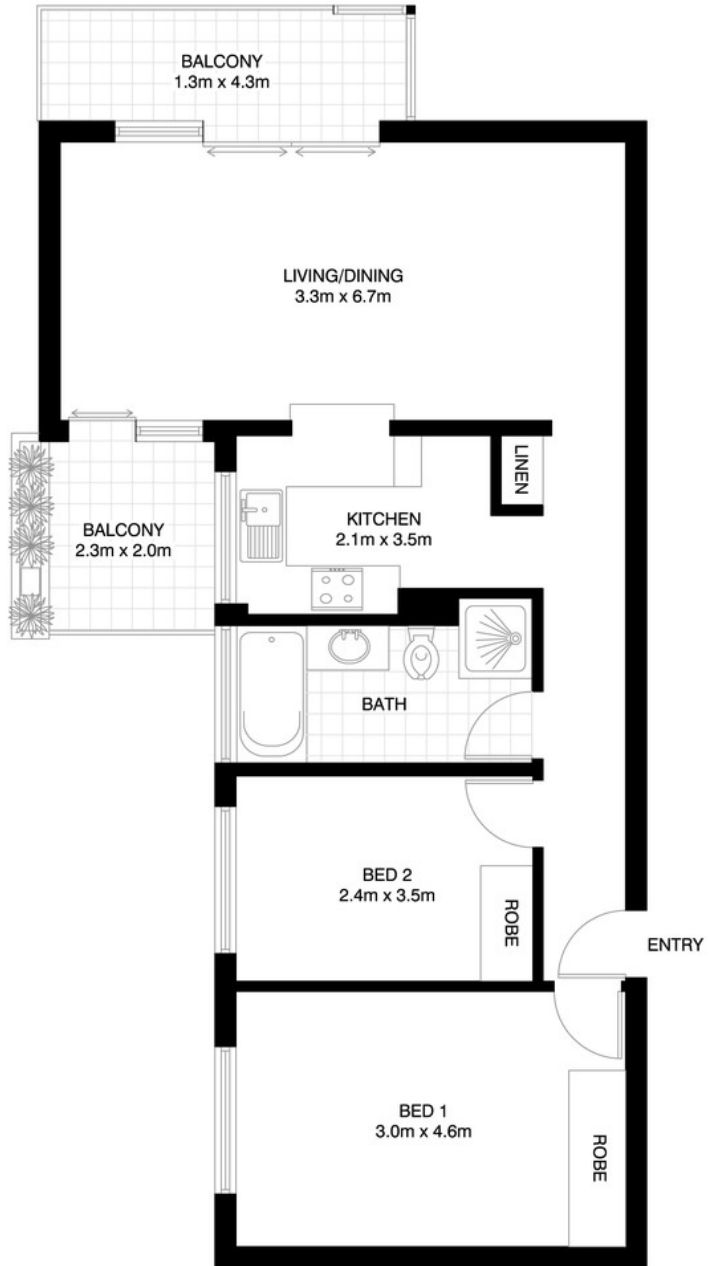 BALCONY
1.3m x 4.3m
LIVING/DINING
3.3m x 6.7m
LINEN
KITCHEN
2.1m x 3.5m
BALCONY
2.3m x 2.0m
BATH
BED 2
2.4m x 3.5m
ROBE
ENTRY
BED 1
3.0m x 4.6m
ROBE